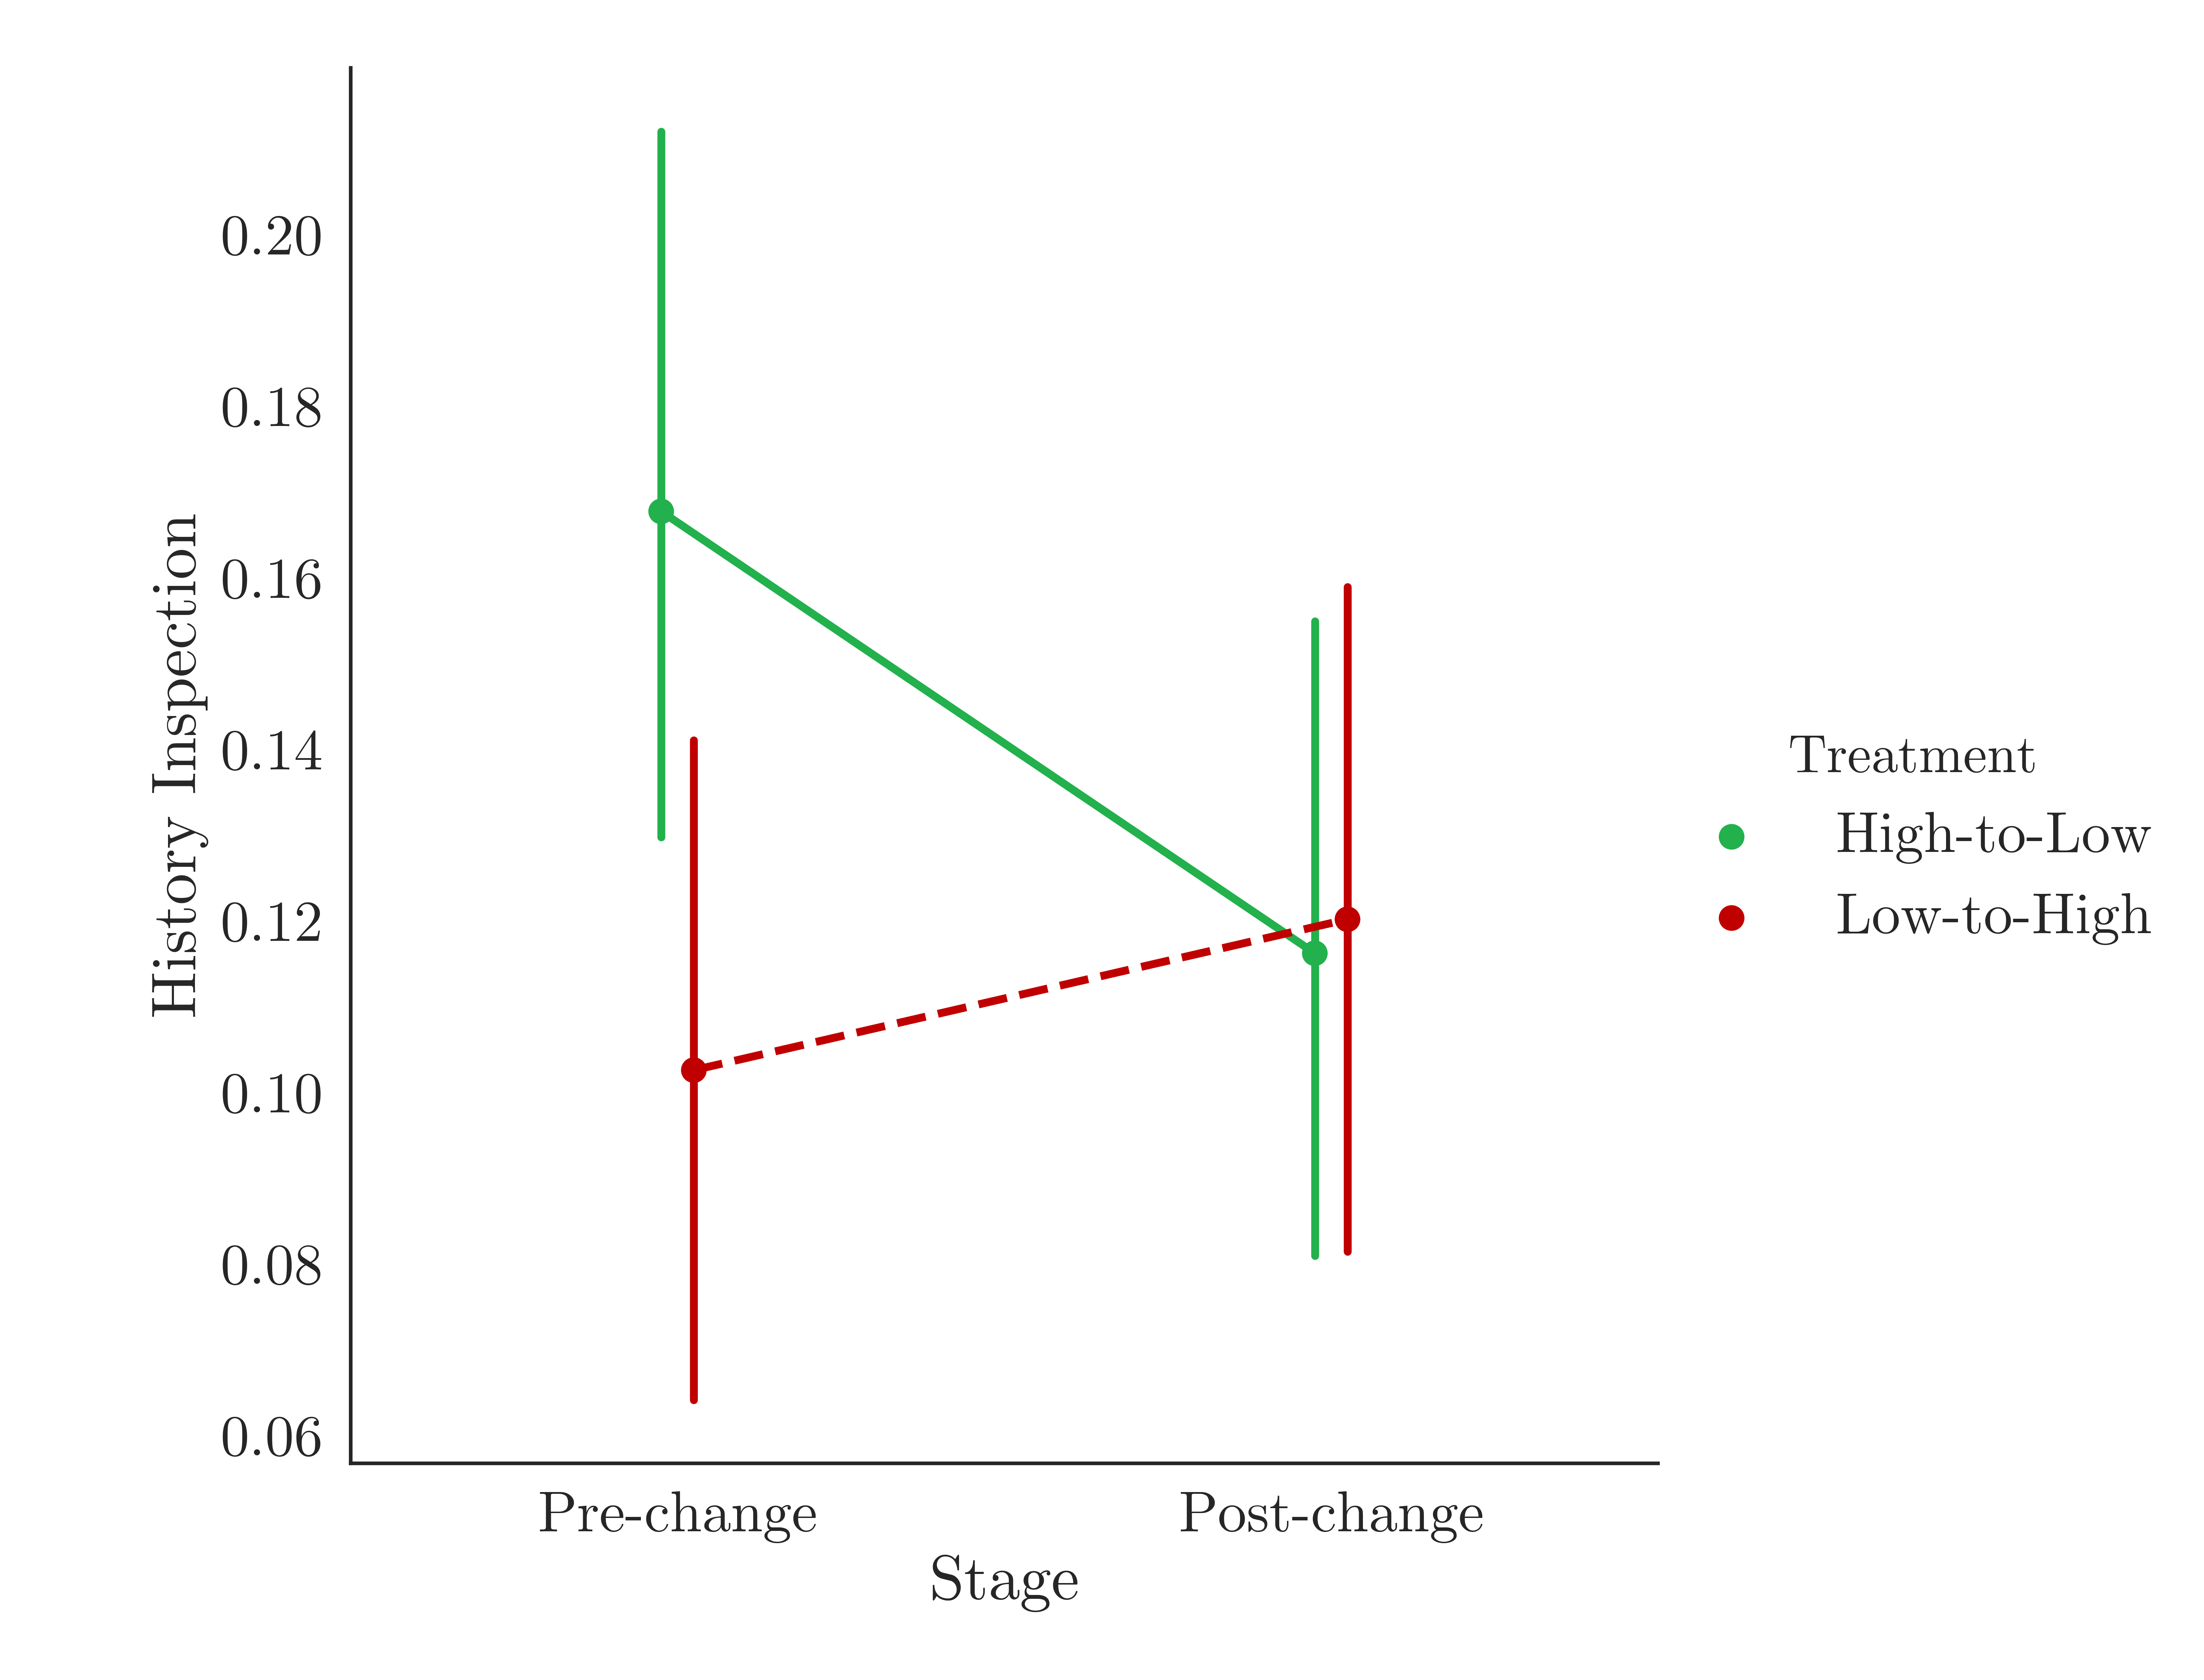 History Inspection
0.20
0.18
0.16
0.14
0.12
0.10
0.08
0.06
Pre-change
Post-change
Stage
Treatment
High-to-Low
Low-to-High